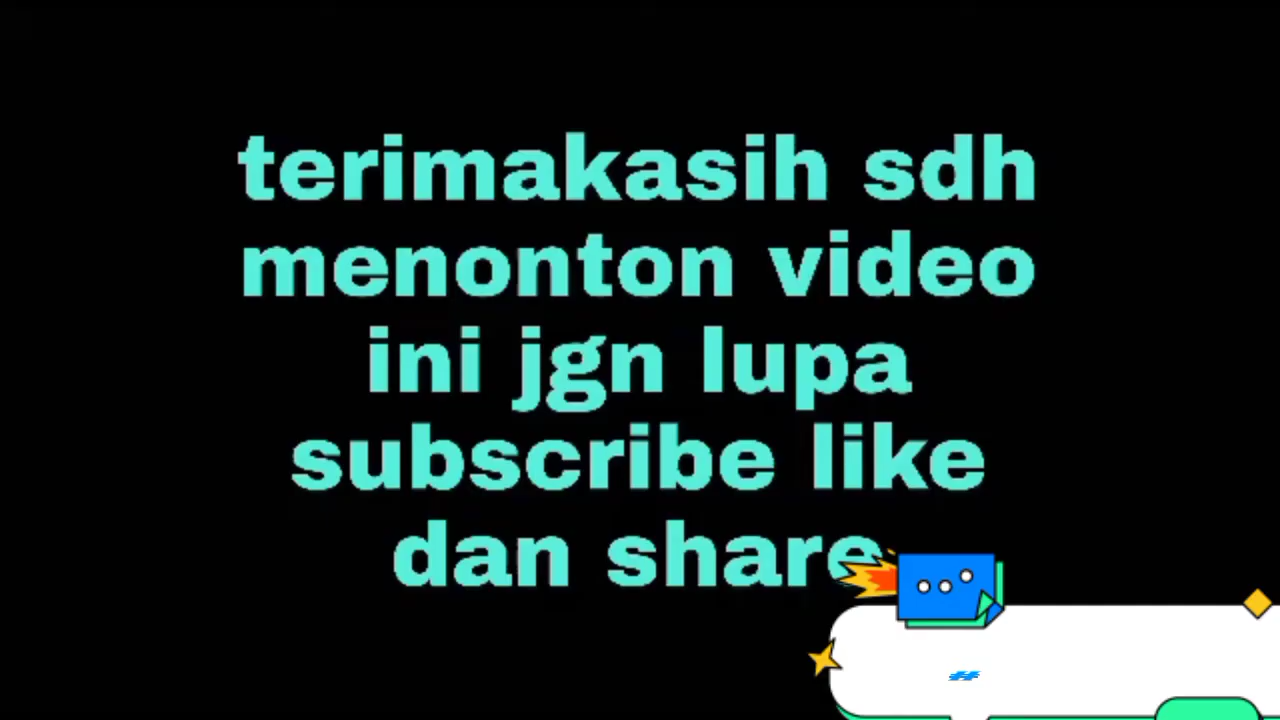 terimakasih sdh
menonton video
ini jgn lupa
subscribe like
dan share
#